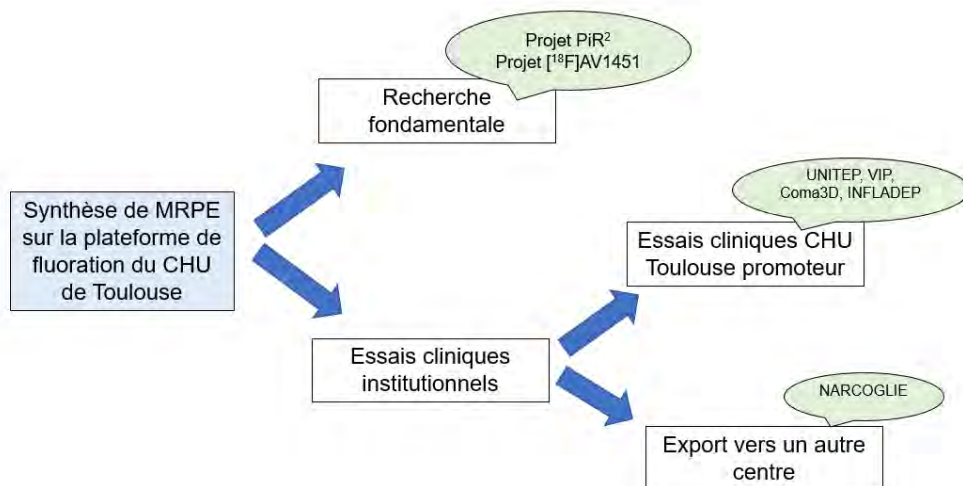 Projet PiR²
Projet [¹⁸F]AV1451
Recherche
fondamentale
Synthèse de MRPE
sur la plateforme de
fluoration du CHU
de Toulouse
UNITEP, VIP,
Coma3D, INFLADEP
Essais cliniques CHU
Toulouse promoteur
Essais cliniques
institutionnels
NARCOGLIE
Export vers un autre
centre